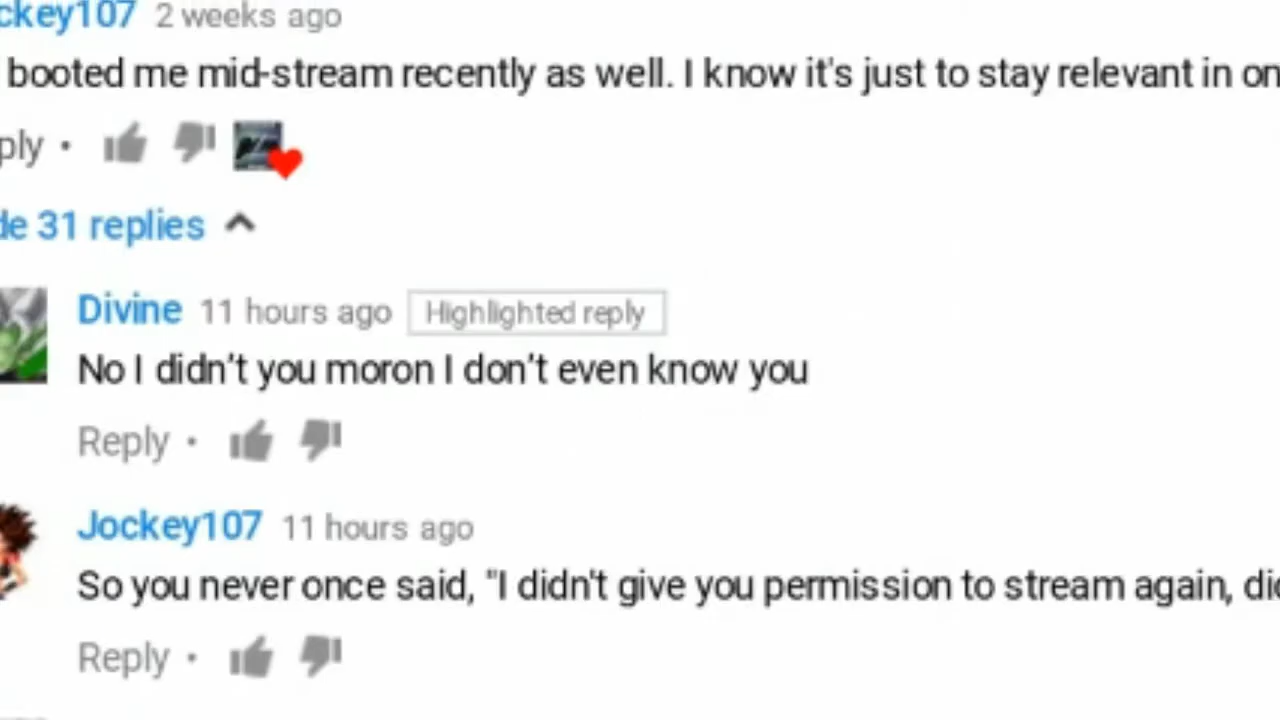 ckey107 2 weeks ago
booted me mid-stream recently as well. I know it's just to stay relevant in on
ply •
de 31 replies
Divine 11 hours ago Highlighted reply
No I didn't you moron I don't even know you
Reply •
Jockey107 11 hours ago
So you never once said, "I didn't give you permission to stream again, did
Reply •